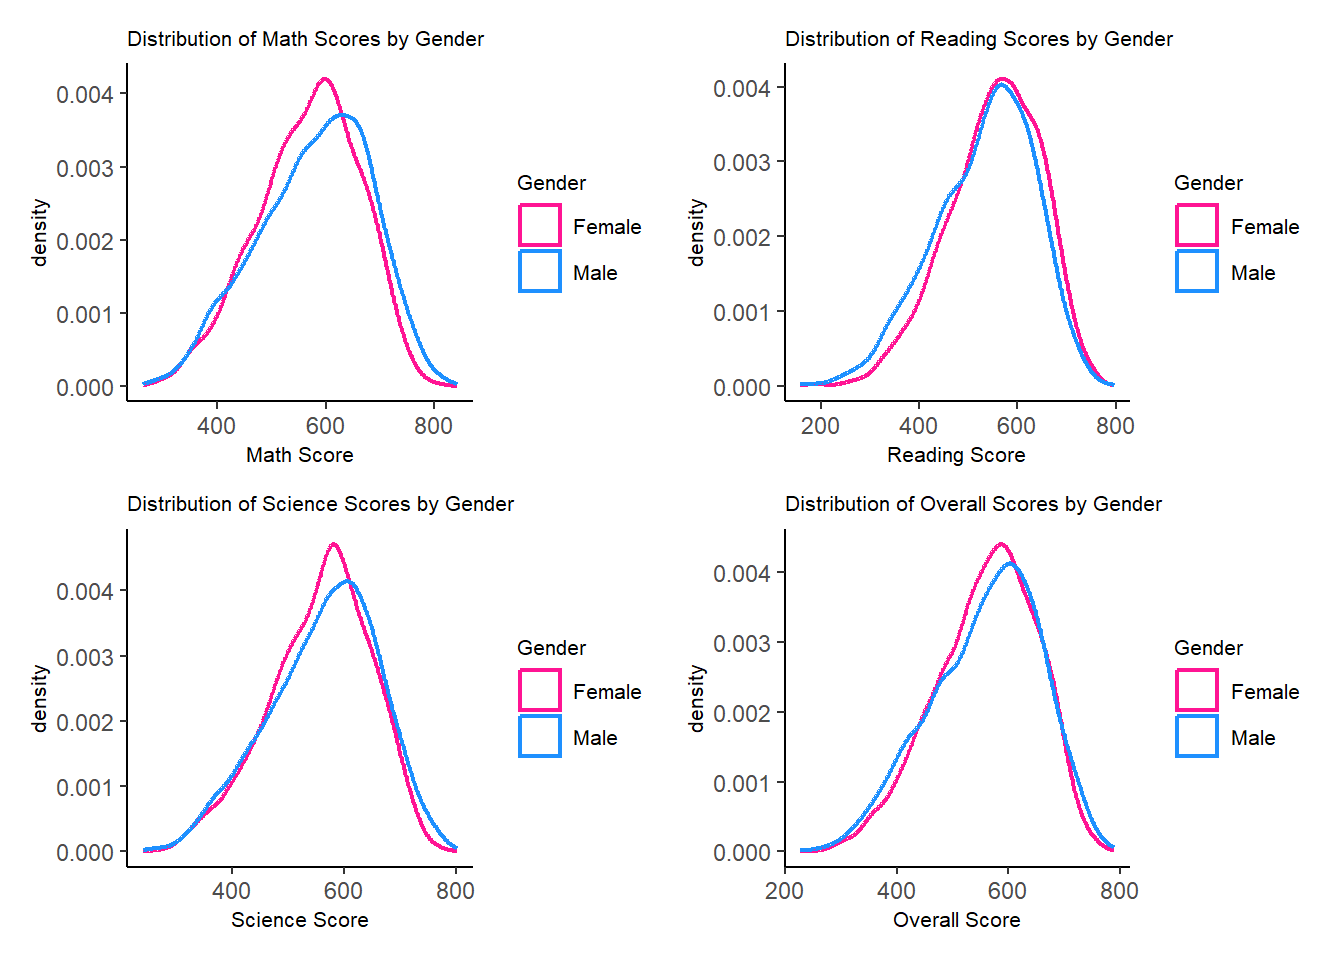 Distribution of Math Scores by Gender
0.004
0.003
0.002
0.001
0.000
density
400 600 800
Math Score
Gender
Female
Male
Distribution of Reading Scores by Gender
0.004
0.003
0.002
0.001
0.000
density
200 400 600 800
Reading Score
Gender
Female
Male
Distribution of Science Scores by Gender
0.004
0.003
0.002
0.001
0.000
density
400 600 800
Science Score
Gender
Female
Male
Distribution of Overall Scores by Gender
0.004
0.003
0.002
0.001
0.000
density
200 400 600 800
Overall Score
Gender
Female
Male